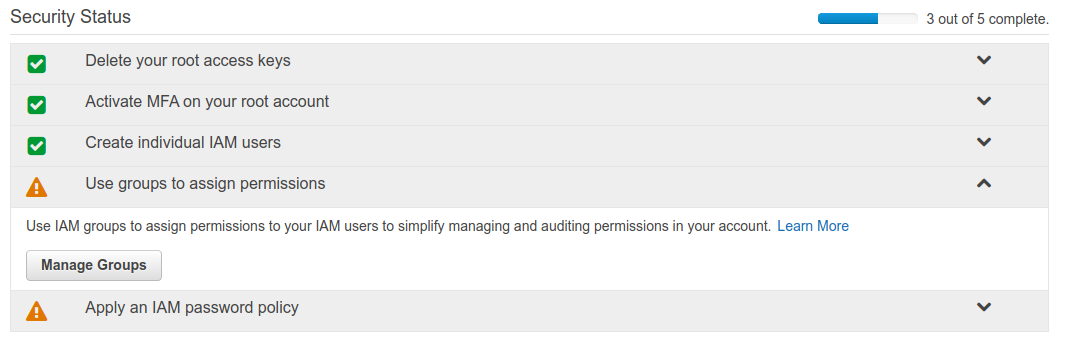 Security Status
3 out of 5 complete.
Delete your root access keys
Activate MFA on your root account
Create individual IAM users
Use groups to assign permissions
Use IAM groups to assign permissions to your IAM users to simplify managing and auditing permissions in your account. Learn More
Manage Groups
Apply an IAM password policy